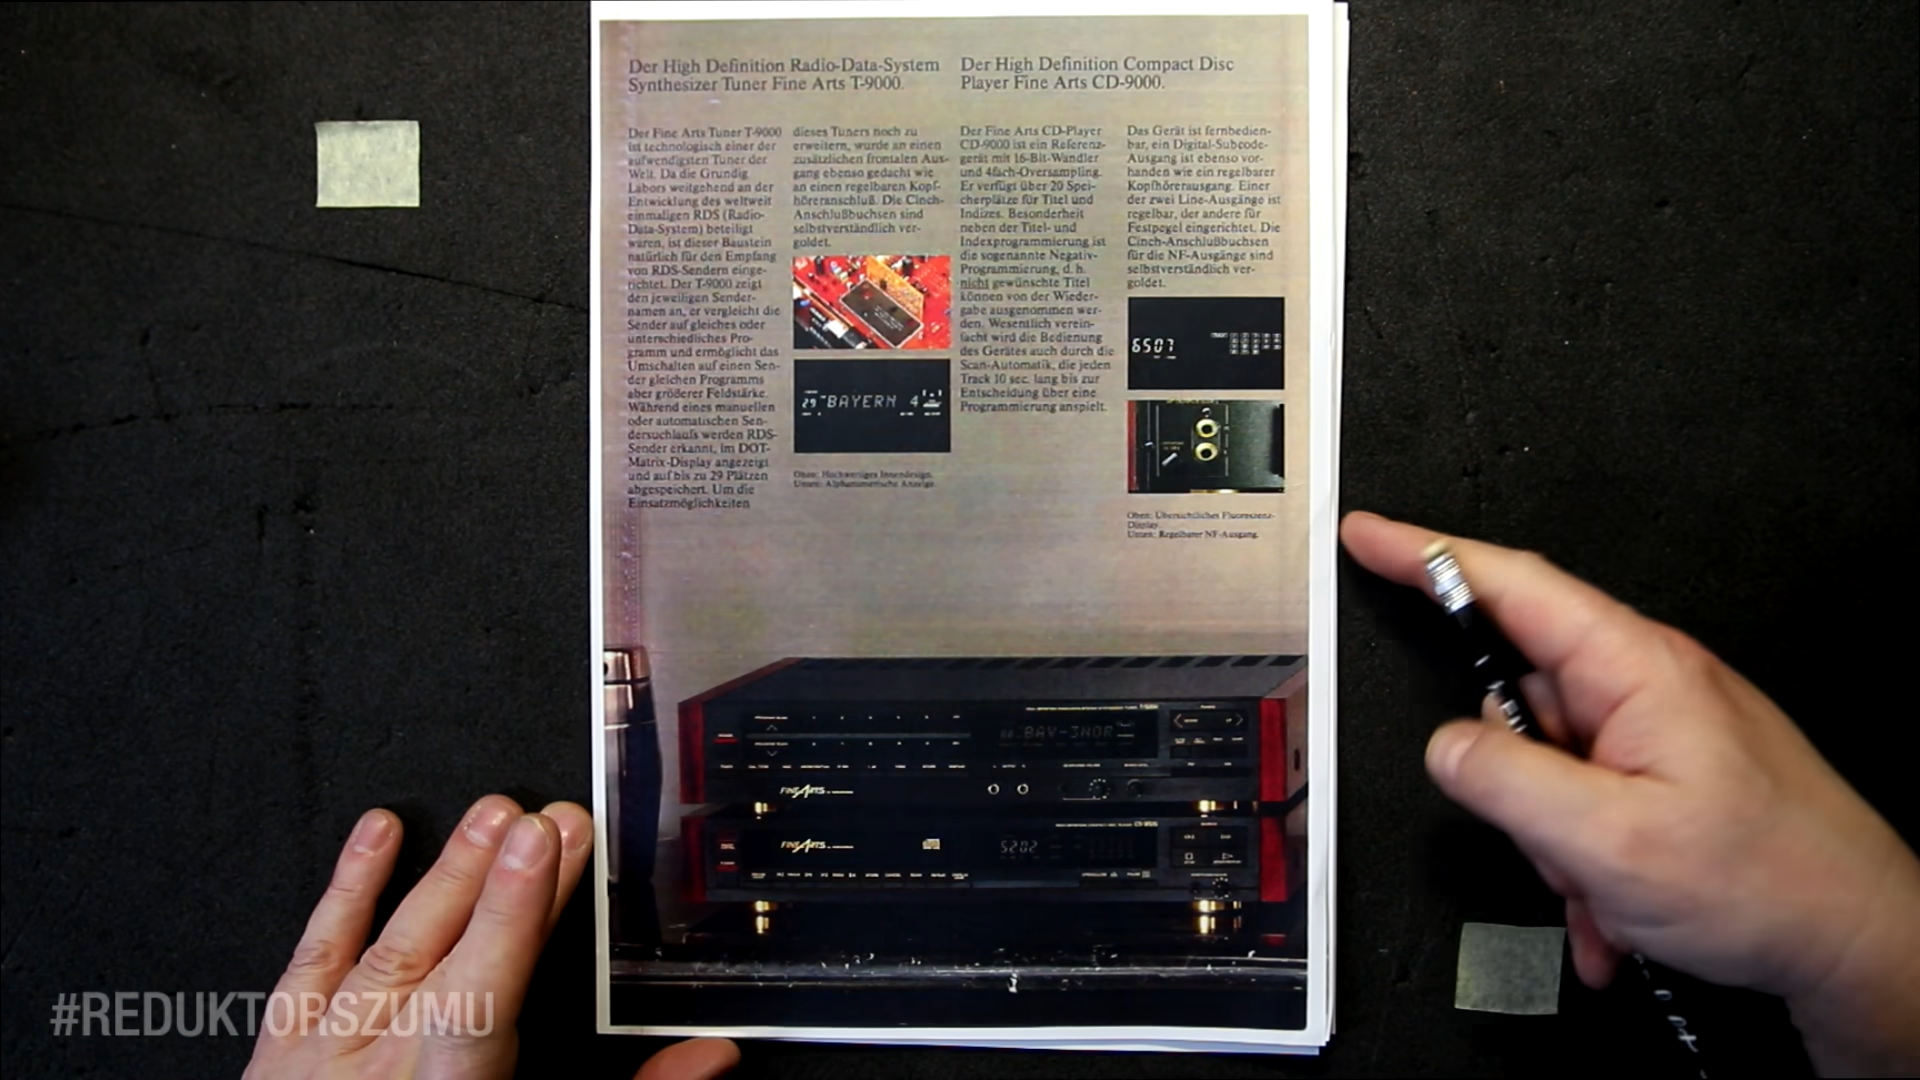 Der High Definition Radio-Data-System
Synthesizer Tuner Fine Arts T-9000.
Der Fine Arts Tuner T-9000
ist technologisch einer der
aufwendigsten Tuner der
Welt. Da die Grundig
Labors weitgehend an der
Entwicklung des weltweit
einmaligen RDS (Radio-
Data-System) beteiligt
waren, ist dieser Baustein
natürlich für den Empfang
von RDS-Sendern einge-
richtet. Der T-9000 zeigt
den jeweiligen Sender-
namen an, er vergleicht die
Sender auf gleiches oder
unterschiedliches Pro-
gramm und ermöglicht das
Umschalten auf einen Sen-
der gleichen Programms
aber größerer Feldstärke.
Während eines manuellen
oder automatischen Sen-
dersuchlaufs werden RDS-
Sender erkannt, im DOT-
Matrix-Display angezeigt
und auf bis zu 29 Plätzen
abgespeichert. Um die
Einsatzmöglichkeiten
dieses Tuners noch zu
erweitern, wurde an einen
zusätzlichen frontalen Aus-
gang ebenso gedacht wie
an einen regelbaren Kopf-
höreranschluß. Die Cinch-
Anschlußbuchsen sind
selbstverständlich ver-
goldet.
29 BAYERN 4
Oben: Hochwertiges Innendesign.
Unten: Alphanumerische Anzeige.
Der High Definition Compact Disc
Player Fine Arts CD-9000.
Der Fine Arts CD-Player
CD-9000 ist ein Referenz-
gerät mit 16-Bit-Wandler
und 4fach-Oversampling.
Er verfügt über 20 Spei-
cherplätze für Titel und
Indizes. Besonderheit
neben der Titel- und
Indexprogrammierung ist
die sogenannte Negativ-
Programmierung, d. h.
nicht gewünschte Titel
können von der Wieder-
gabe ausgenommen wer-
den. Wesentlich verein-
facht wird die Bedienung
des Gerätes auch durch die
Scan-Automatik, die jeden
Track 10 sec. lang bis zur
Entscheidung über eine
Programmierung anspielt.
Das Gerät ist fernbedien-
bar, ein Digital-Subcode-
Ausgang ist ebenso vor-
handen wie ein regelbarer
Kopfhörerausgang. Einer
der zwei Line-Ausgänge ist
regelbar, der andere für
Festpegel eingerichtet. Die
Cinch-Anschlußbuchsen
für die NF-Ausgänge sind
selbstverständlich ver-
goldet.
6507
Oben: Übersichtliches Fluoreszenz-
Display.
Unten: Regelbarer NF-Ausgang.
BAY-3NOR
FINE ARTS
FINE ARTS
5202
#REDUKTORSZUMU